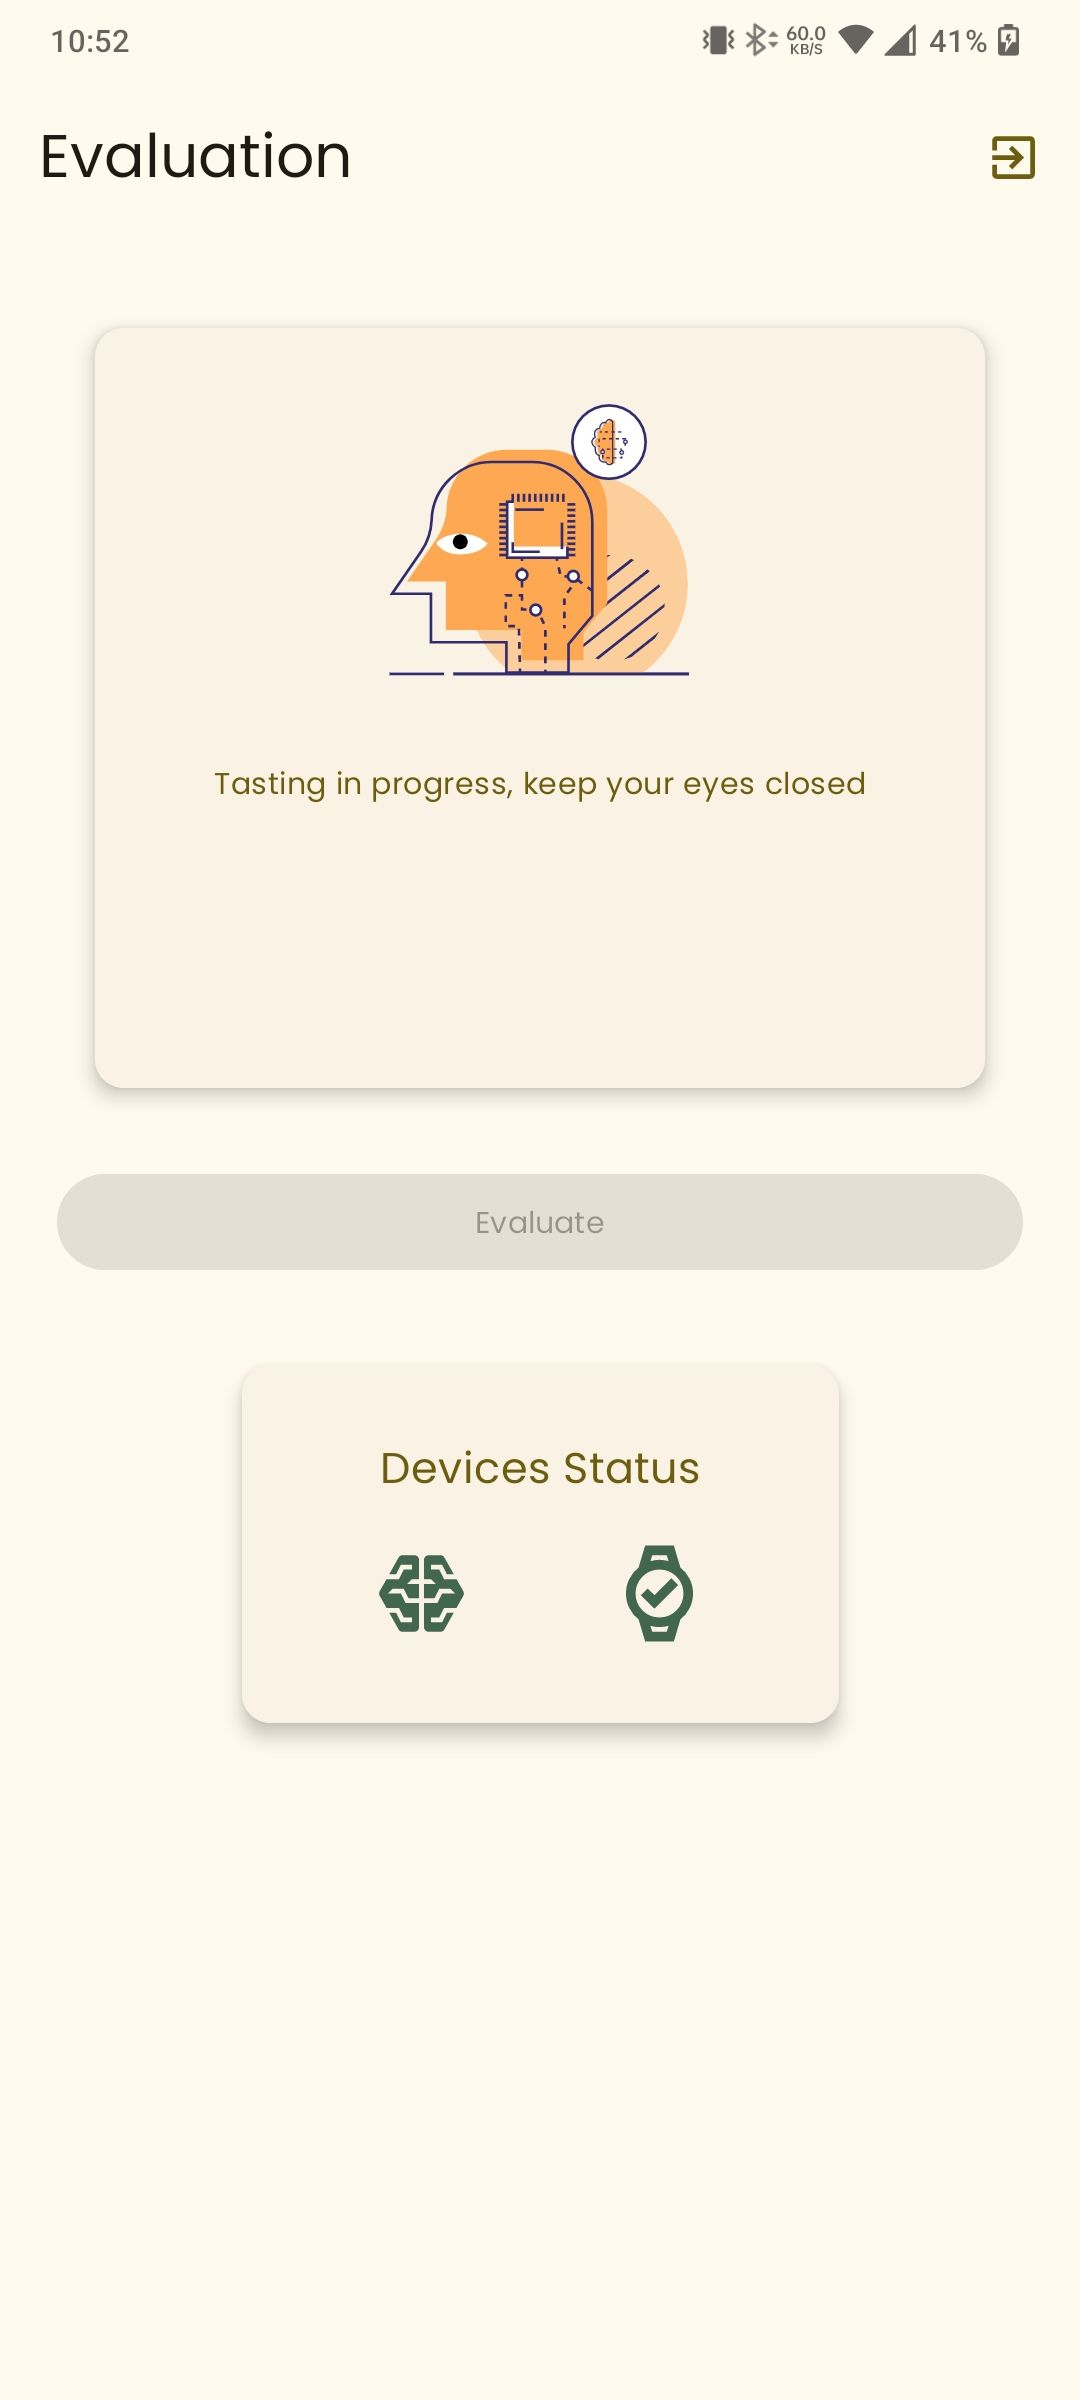 10:52
60.0
KB/S
41%
Evaluation
Tasting in progress, keep your eyes closed
Evaluate
Devices Status